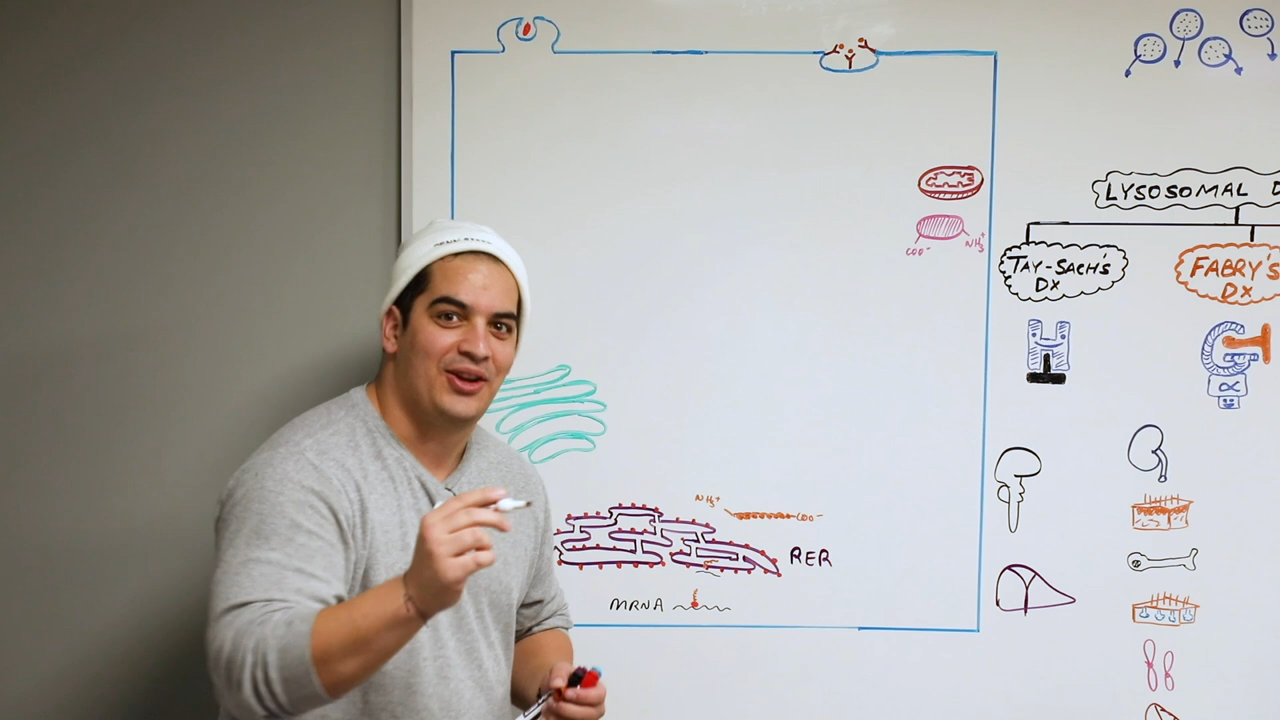 LYSOSOMAL D
TAY-SACH'S
DX
FABRY'S
DX
COO⁻
NH₃⁺
H
G
α
NH₃⁺
COO⁻
RER
MRNA